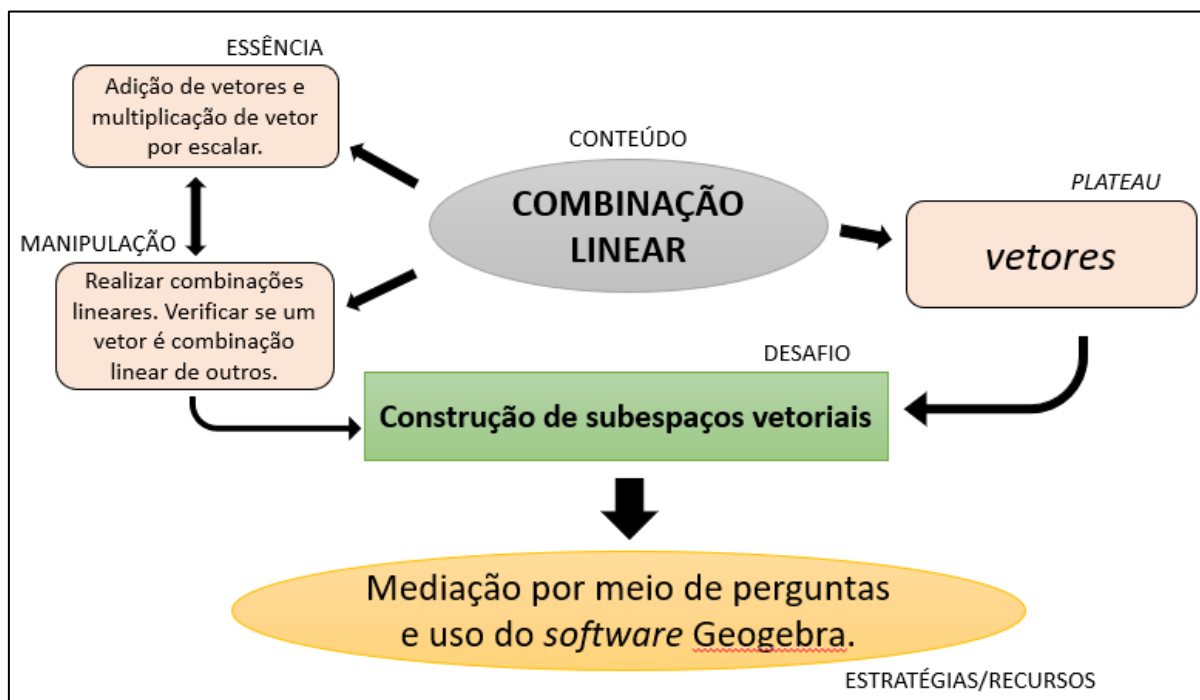 ESSÊNCIA
Adição de vetores e
multiplicação de vetor
por escalar.
CONTEÚDO
COMBINAÇÃO
LINEAR
PLATEAU
vetores
MANIPULAÇÃO
Realizar combinações
lineares. Verificar se um
vetor é combinação
linear de outros.
DESAFIO
Construção de subespaços vetoriais
Mediação por meio de perguntas
e uso do software Geogebra.
ESTRATÉGIAS/RECURSOS